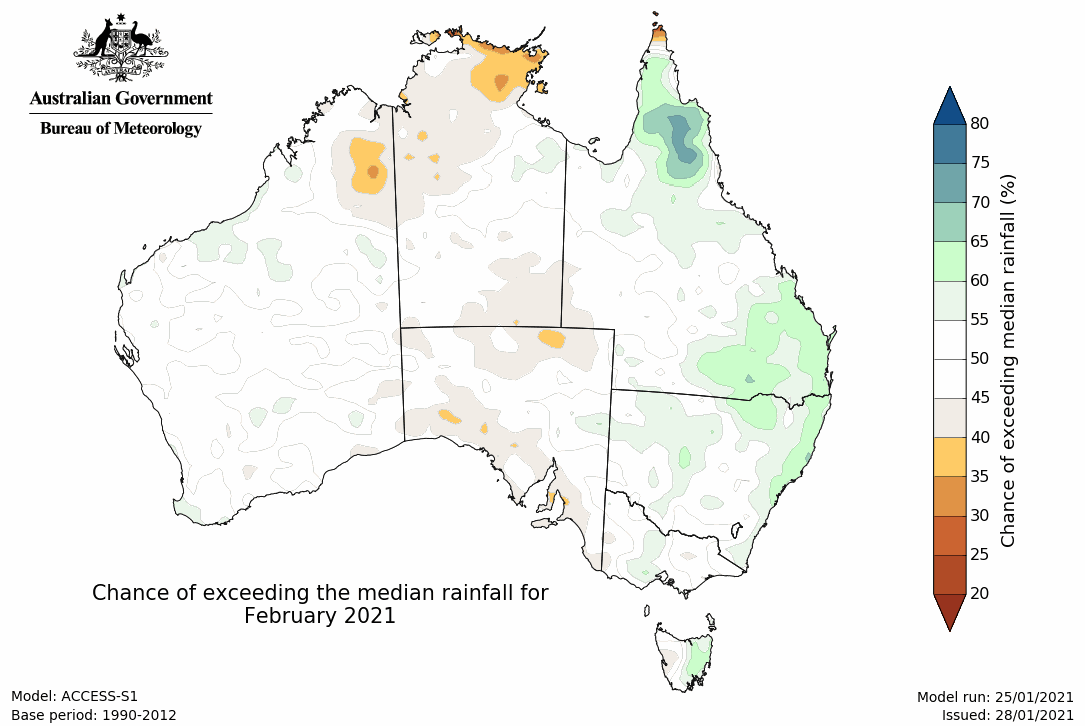 Australian Government
Bureau of Meteorology
80
75
70
65
60
55
50
45
40
35
30
25
20
Chance of exceeding median rainfall (%)
Chance of exceeding the median rainfall for
February 2021
Model: ACCESS-S1
Base period: 1990-2012
Model run: 25/01/2021
Issued: 28/01/2021